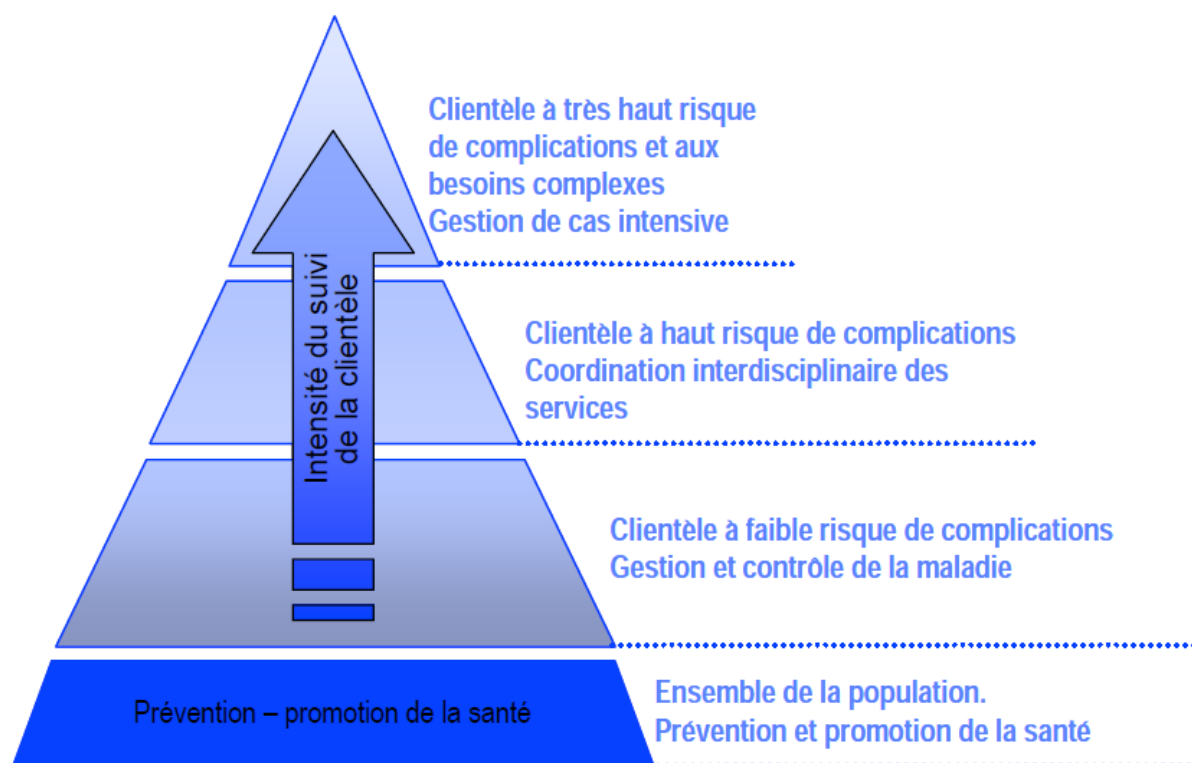 Clientèle à très haut risque
de complications et aux
besoins complexes
Gestion de cas intensive
Intensité du suivi
de la clientèle
Clientèle à haut risque de complications
Coordination interdisciplinaire des
services
Clientèle à faible risque de complications
Gestion et contrôle de la maladie
Prévention – promotion de la santé
Ensemble de la population.
Prévention et promotion de la santé